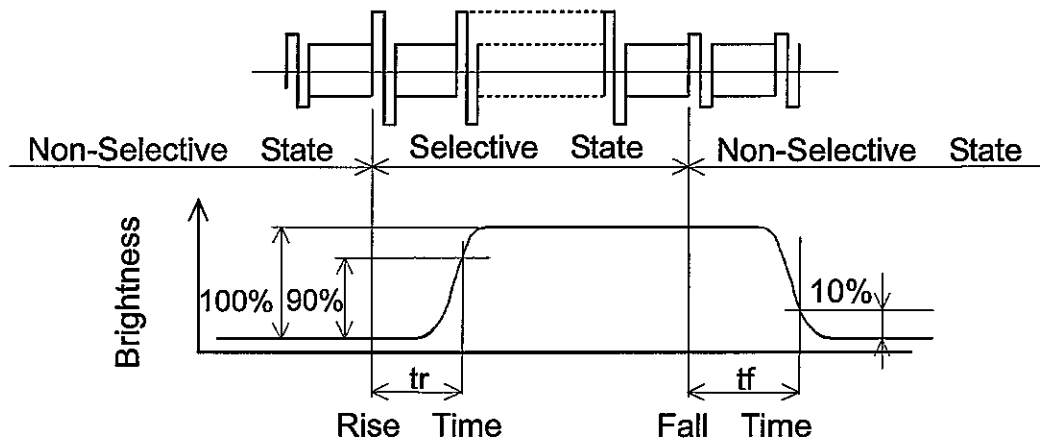 Non-Selective State Selective State Non-Selective State
Brightness
100% 90% 10%
tr tf
Rise Time Fall Time